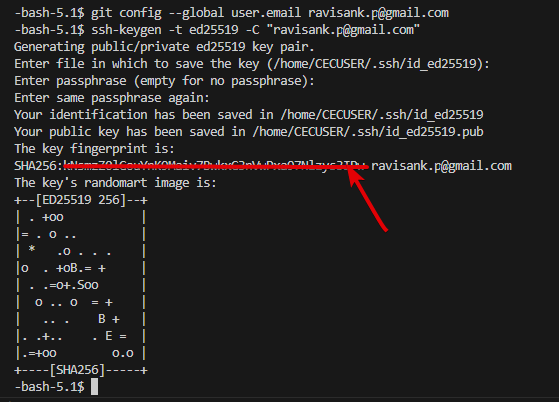 -bash-5.1$ git config --global user.email ravisank.p@gmail.com
-bash-5.1$ ssh-keygen -t ed25519 -C "ravisank.p@gmail.com"
Generating public/private ed25519 key pair.
Enter file in which to save the key (/home/CECUSER/.ssh/id_ed25519):
Enter passphrase (empty for no passphrase):
Enter same passphrase again:
Your identification has been saved in /home/CECUSER/.ssh/id_ed25519
Your public key has been saved in /home/CECUSER/.ssh/id_ed25519.pub
The key fingerprint is:
SHA256: ravisank.p@gmail.com
The key's randomart image is:
+--[ED25519 256]--+
| . +oo           |
|= . o ..         |
| *   .o . . .    |
|o  . +oB.= +     |
| . .=o+.Soo      |
|  o .. o  = +    |
|   .. .    B +   |
|. .+..    . E =  |
|.=+oo        o.o |
+----[SHA256]-----+
-bash-5.1$